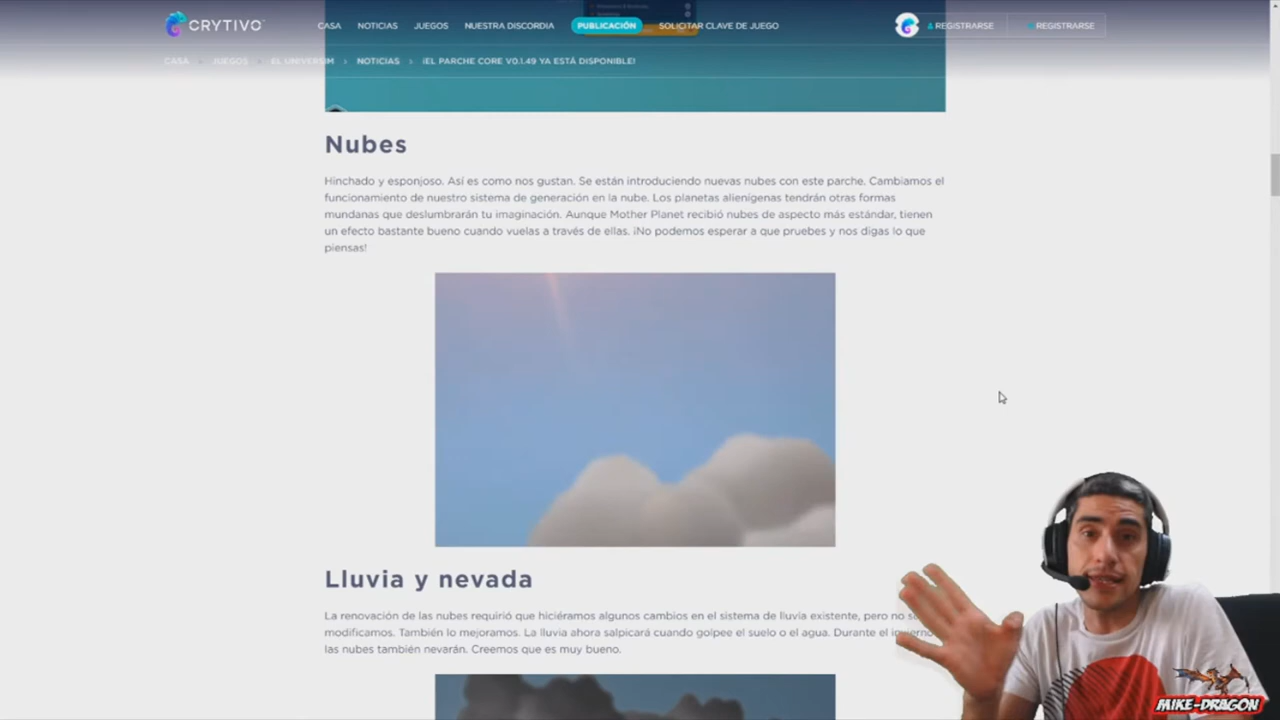 CRYTIVO
CASA NOTICIAS JUEGOS NUESTRA DISCORDIA PUBLICACIÓN SOLICITAR CLAVE DE JUEGO REGISTRARSE REGISTRARSE
CASA > JUEGOS > EL UNIVERSIM > NOTICIAS > ¡EL PARCHE CORE V0.1.49 YA ESTÁ DISPONIBLE!
Nubes
Hinchado y esponjoso. Así es como nos gustan. Se están introduciendo nuevas nubes con este parche. Cambiamos el
funcionamiento de nuestro sistema de generación en la nube. Los planetas alienígenas tendrán otras formas
mundanas que deslumbrarán tu imaginación. Aunque Mother Planet recibió nubes de aspecto más estándar, tienen
un efecto bastante bueno cuando vuelas a través de ellas. ¡No podemos esperar a que pruebes y nos digas lo que
piensas!
Lluvia y nevada
La renovación de las nubes requirió que hiciéramos algunos cambios en el sistema de lluvia existente, pero no
modificamos. También lo mejoramos. La lluvia ahora salpicará cuando golpee el suelo o el agua. Durante el
las nubes también nevarán. Creemos que es muy bueno.
MIKE-DRAGON